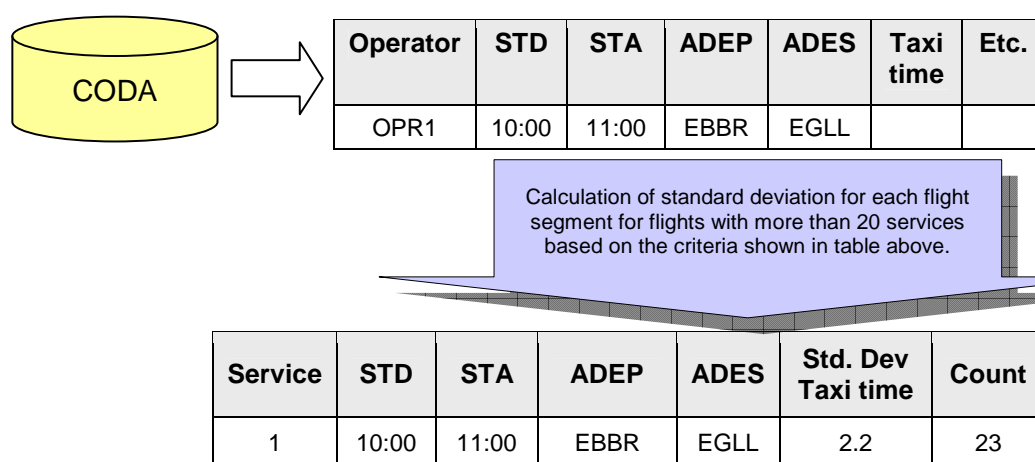 CODA
Operator STD STA ADEP ADES Taxi time Etc.
OPR1 10:00 11:00 EBBR EGLL
Calculation of standard deviation for each flight
segment for flights with more than 20 services
based on the criteria shown in table above.
Service STD STA ADEP ADES Std. Dev Taxi time Count
1 10:00 11:00 EBBR EGLL 2.2 23